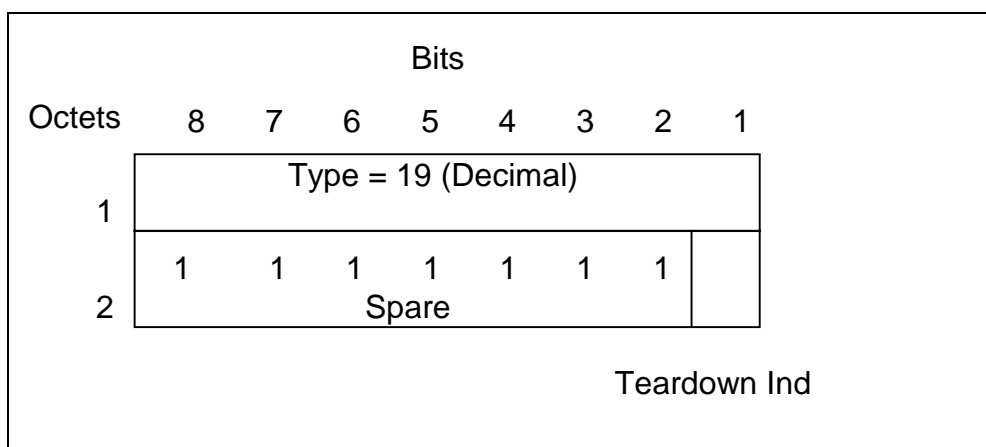 Bits
Octets 8 7 6 5 4 3 2 1
Type = 19 (Decimal)
1
1 1 1 1 1 1 1
2 Spare
Teardown Ind